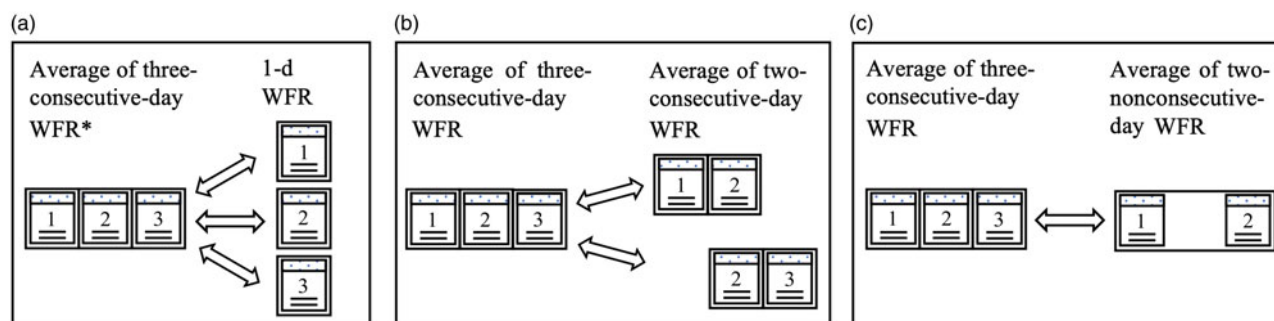 (a)
Average of three-
consecutive-day
WFR*
1-d
WFR
1
1 2 3
2
3
(b)
Average of three-
consecutive-day
WFR
Average of two-
consecutive-day
WFR
1 2
1 2 3
2 3
(c)
Average of three-
consecutive-day
WFR
Average of two-
nonconsecutive-
day WFR
1 2 3
1 2